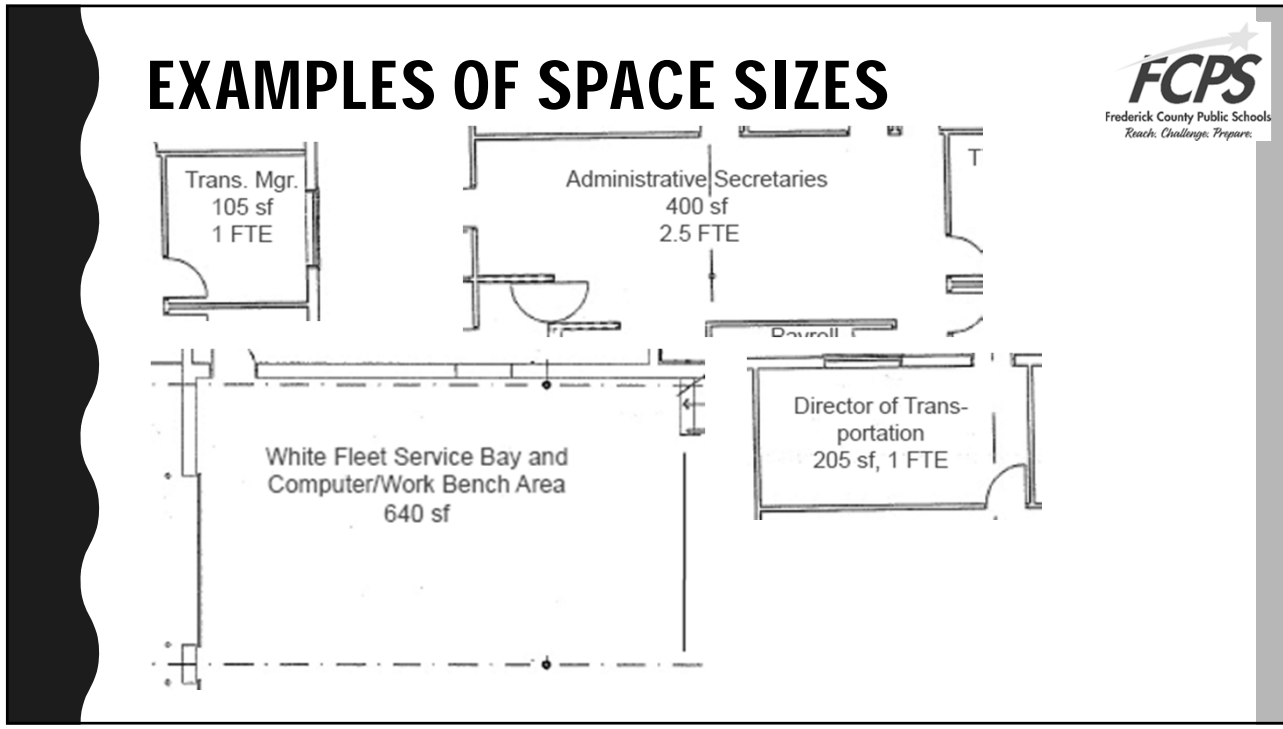 EXAMPLES OF SPACE SIZES
FCPS
Frederick County Public Schools
Reach. Challenge. Prepare.
Trans. Mgr.
105 sf
1 FTE
Administrative Secretaries
400 sf
2.5 FTE
T
Payroll
White Fleet Service Bay and
Computer/Work Bench Area
640 sf
Director of Trans-
portation
205 sf, 1 FTE